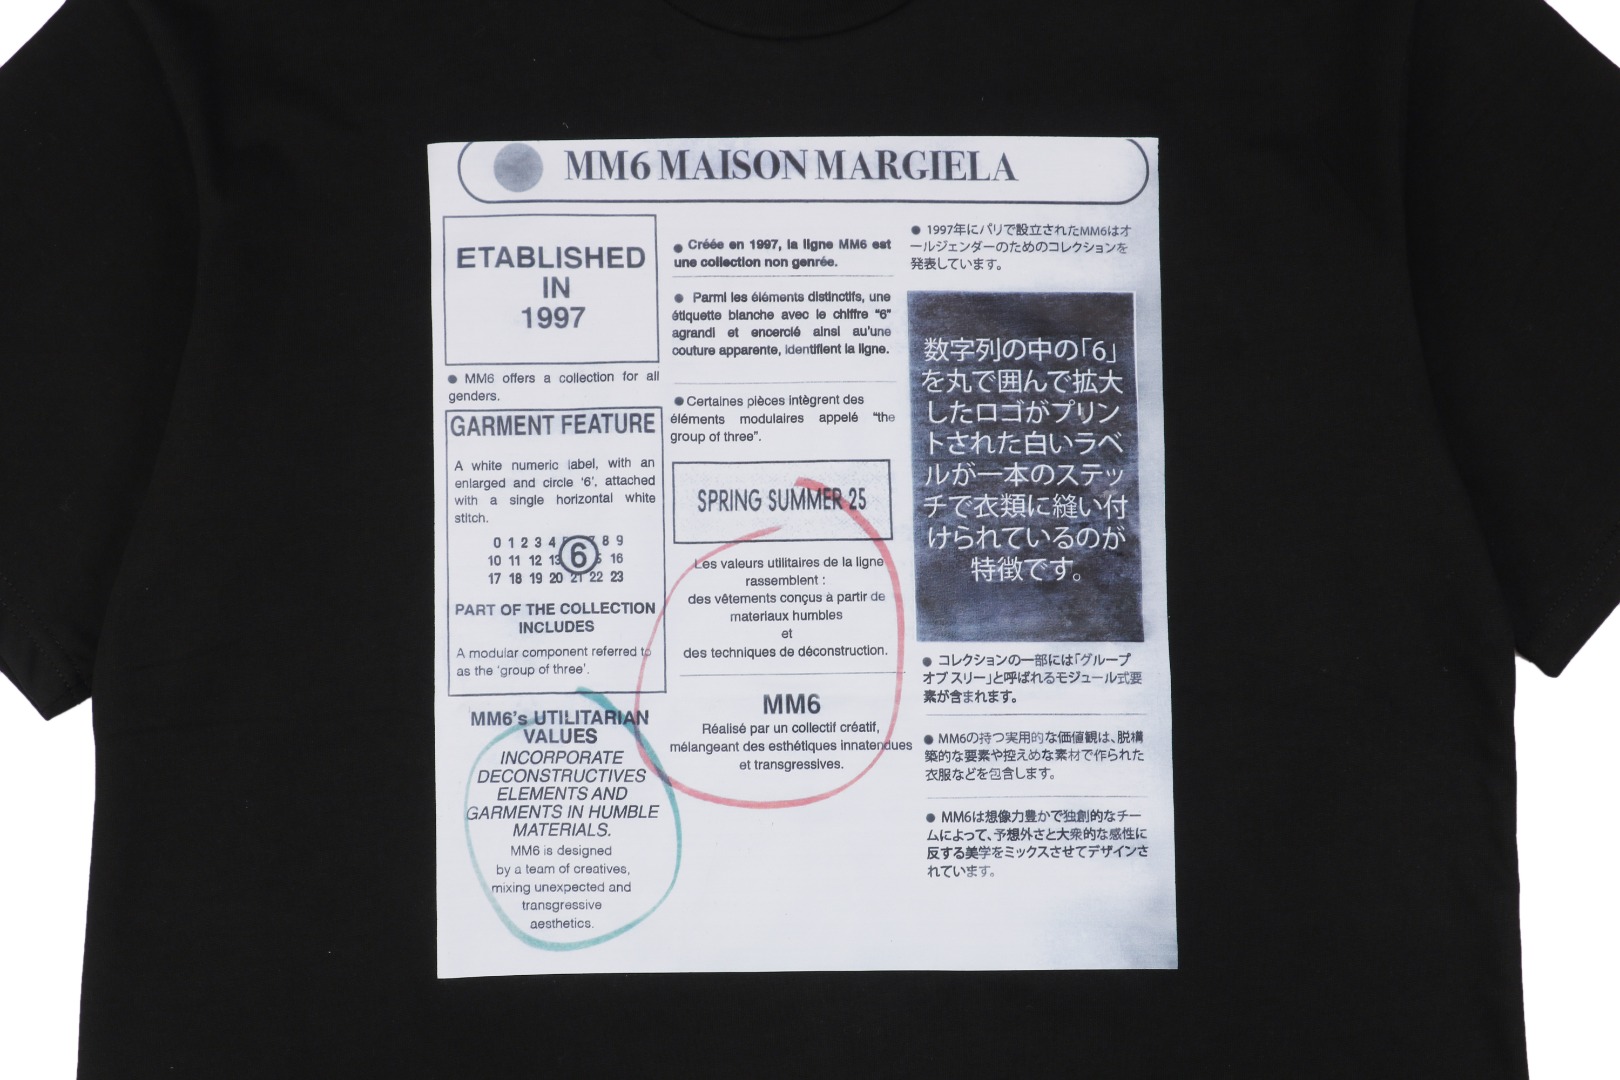 MM6 MAISON MARGIELA
ETABLISHED
IN
1997
● MM6 offers a collection for all
genders.
GARMENT FEATURE
A white numeric label, with an
enlarged and circle ‘6’, attached
with a single horizontal white
stitch.
0 1 2 3 4 8 9
10 11 12 13 6 16
17 18 19 20 21 22 23
PART OF THE COLLECTION
INCLUDES
A modular component referred to
as the ‘group of three’.
MM6’s UTILITARIAN
VALUES
INCORPORATE
DECONSTRUCTIVES
ELEMENTS AND
GARMENTS IN HUMBLE
MATERIALS.
MM6 is designed
by a team of creatives,
mixing unexpected and
transgressive
aesthetics.
● Créée en 1997, la ligne MM6 est
une collection non genrée.
● Parmi les éléments distinctifs, une
étiquette blanche avec le chiffre “6”
agrandi et encerclé ainsi au'une
couture apparente, identifient la ligne.
● Certaines pièces intègrent des
éléments modulaires appelé “the
group of three”.
SPRING SUMMER 25
Les valeurs utilitaires de la ligne
rassemblent :
des vêtements conçus à partir de
materiaux humbles
et
des techniques de déconstruction.
MM6
Réalisé par un collectif créatif,
mélangeant des esthétiques innatendues
et transgressives.
● 1997年にパリで設立されたMM6はオ
ールジェンダーのためのコレクションを
発表しています。
数字列の中の「6」
を丸で囲んで拡大
したロゴがプリン
トされた白いラベ
ルが一本のステッ
チで衣類に縫い付
けられているのが
特徴です。
● コレクションの一部には「グループ
オブ スリー」と呼ばれるモジュール式要
素が含まれます。
● MM6の持つ実用的な価値観は、脱構
築的な要素や控えめな素材で作られた
衣服などを包含します。
● MM6は想像力豊かで独創的なチー
ムによって、予想外さと大衆的な感性に
反する美学をミックスさせてデザインさ
れています。